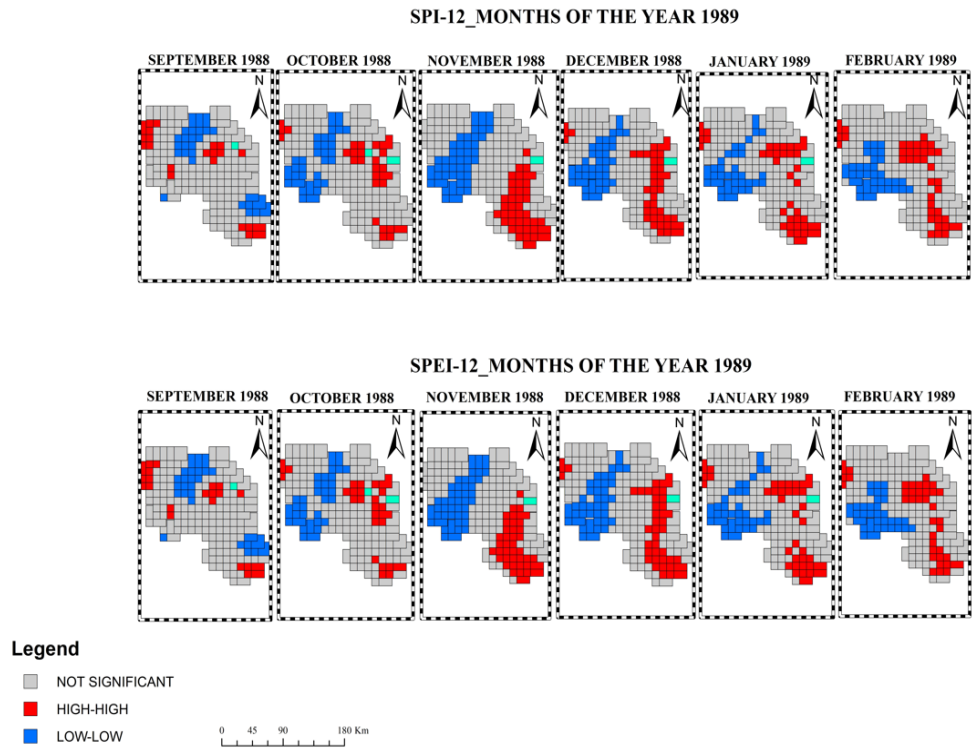 SPI-12_MONTHS OF THE YEAR 1989
SEPTEMBER 1988 OCTOBER 1988 NOVEMBER 1988 DECEMBER 1988 JANUARY 1989 FEBRUARY 1989
N N N N N N
SPEI-12_MONTHS OF THE YEAR 1989
SEPTEMBER 1988 OCTOBER 1988 NOVEMBER 1988 DECEMBER 1988 JANUARY 1989 FEBRUARY 1989
N N N N N N
Legend
NOT SIGNIFICANT
HIGH-HIGH
LOW-LOW
0 45 90 180 Km